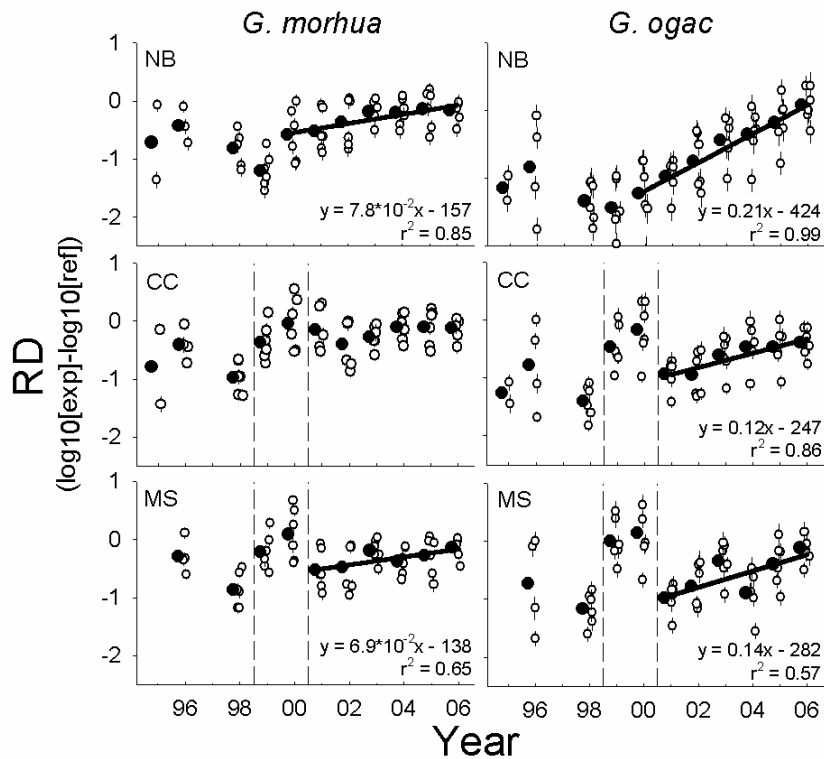 G. morhua
G. ogac
1
0
-1
-2
NB
y = 7.8*10⁻²x - 157
r² = 0.85
NB
y = 0.21x - 424
r² = 0.99
1
0
-1
-2
CC
CC
y = 0.12x - 247
r² = 0.86
1
0
-1
-2
MS
y = 6.9*10⁻²x - 138
r² = 0.65
MS
y = 0.14x - 282
r² = 0.57
RD
(log10[exp]-log10[ref])
96 98 00 02 04 06
96 98 00 02 04 06
Year